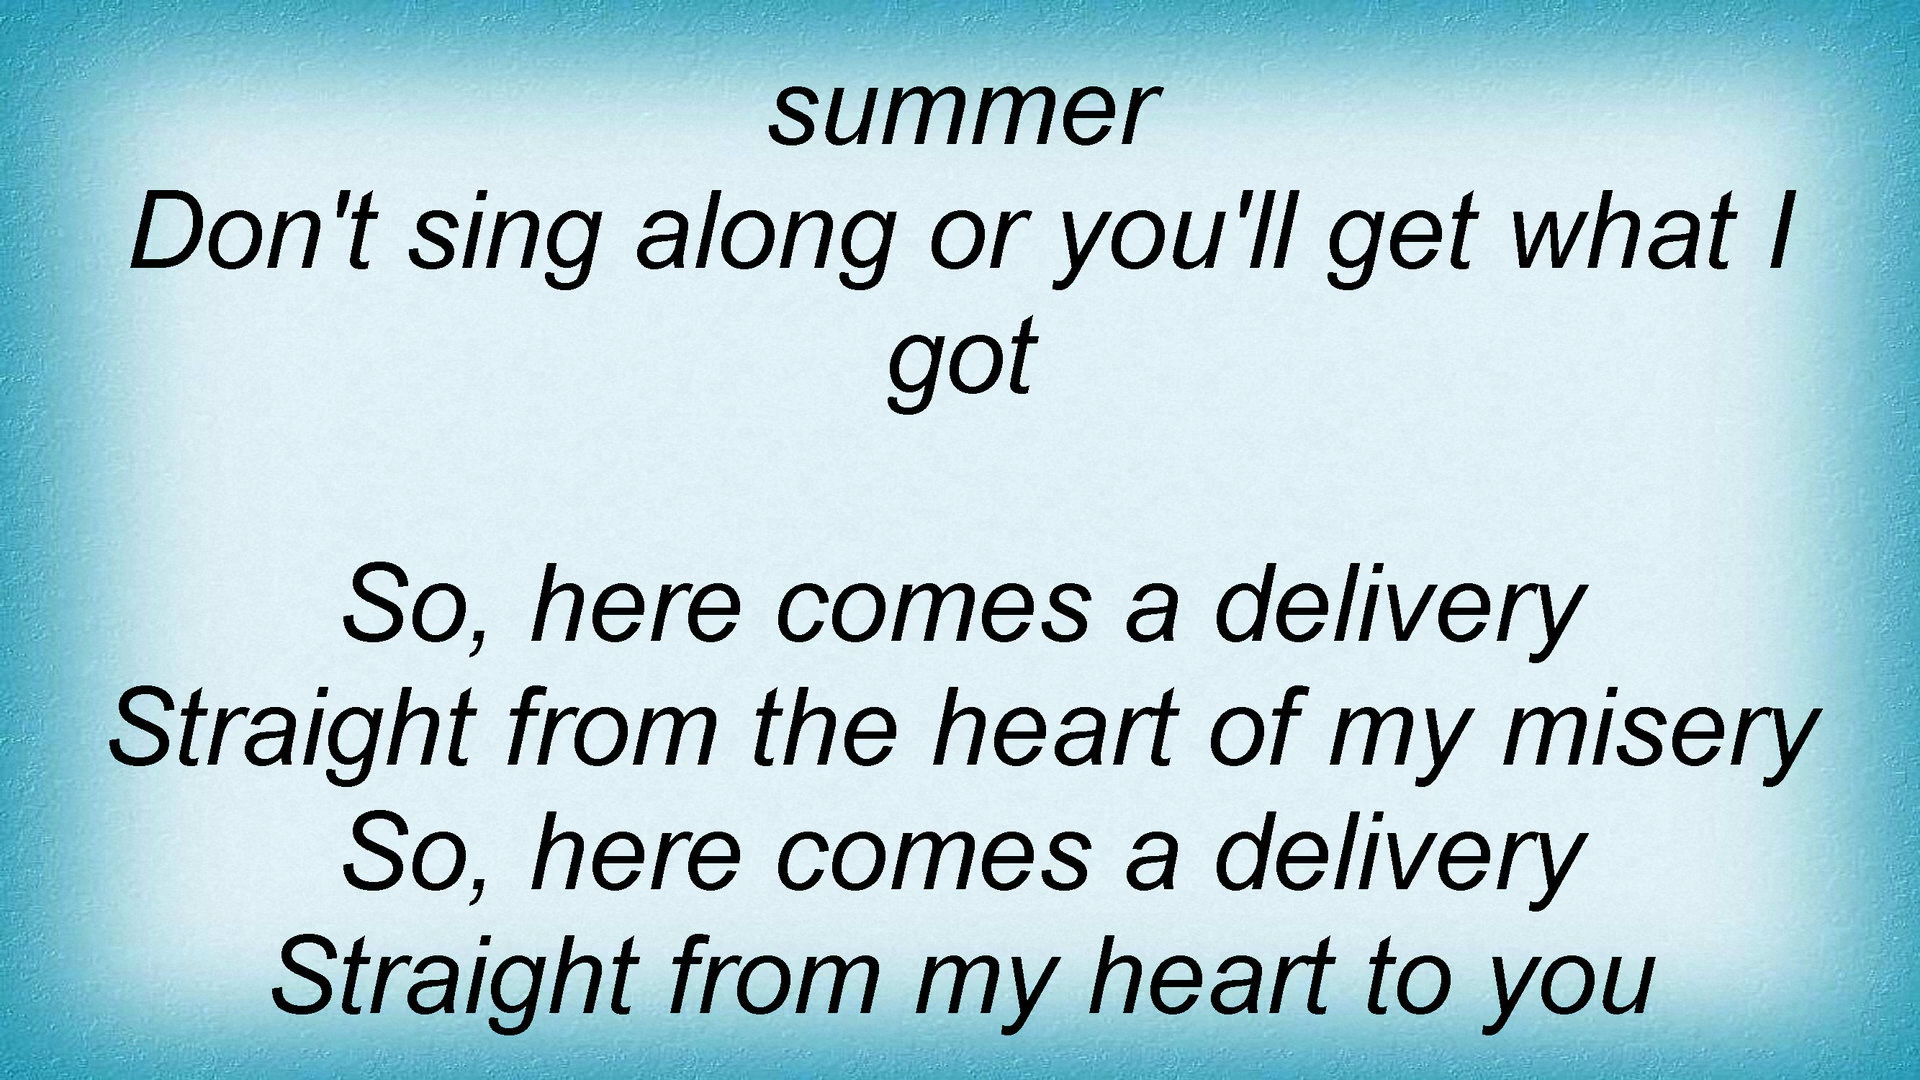 summer
Don't sing along or you'll get what I
got
So, here comes a delivery
Straight from the heart of my misery
So, here comes a delivery
Straight from my heart to you